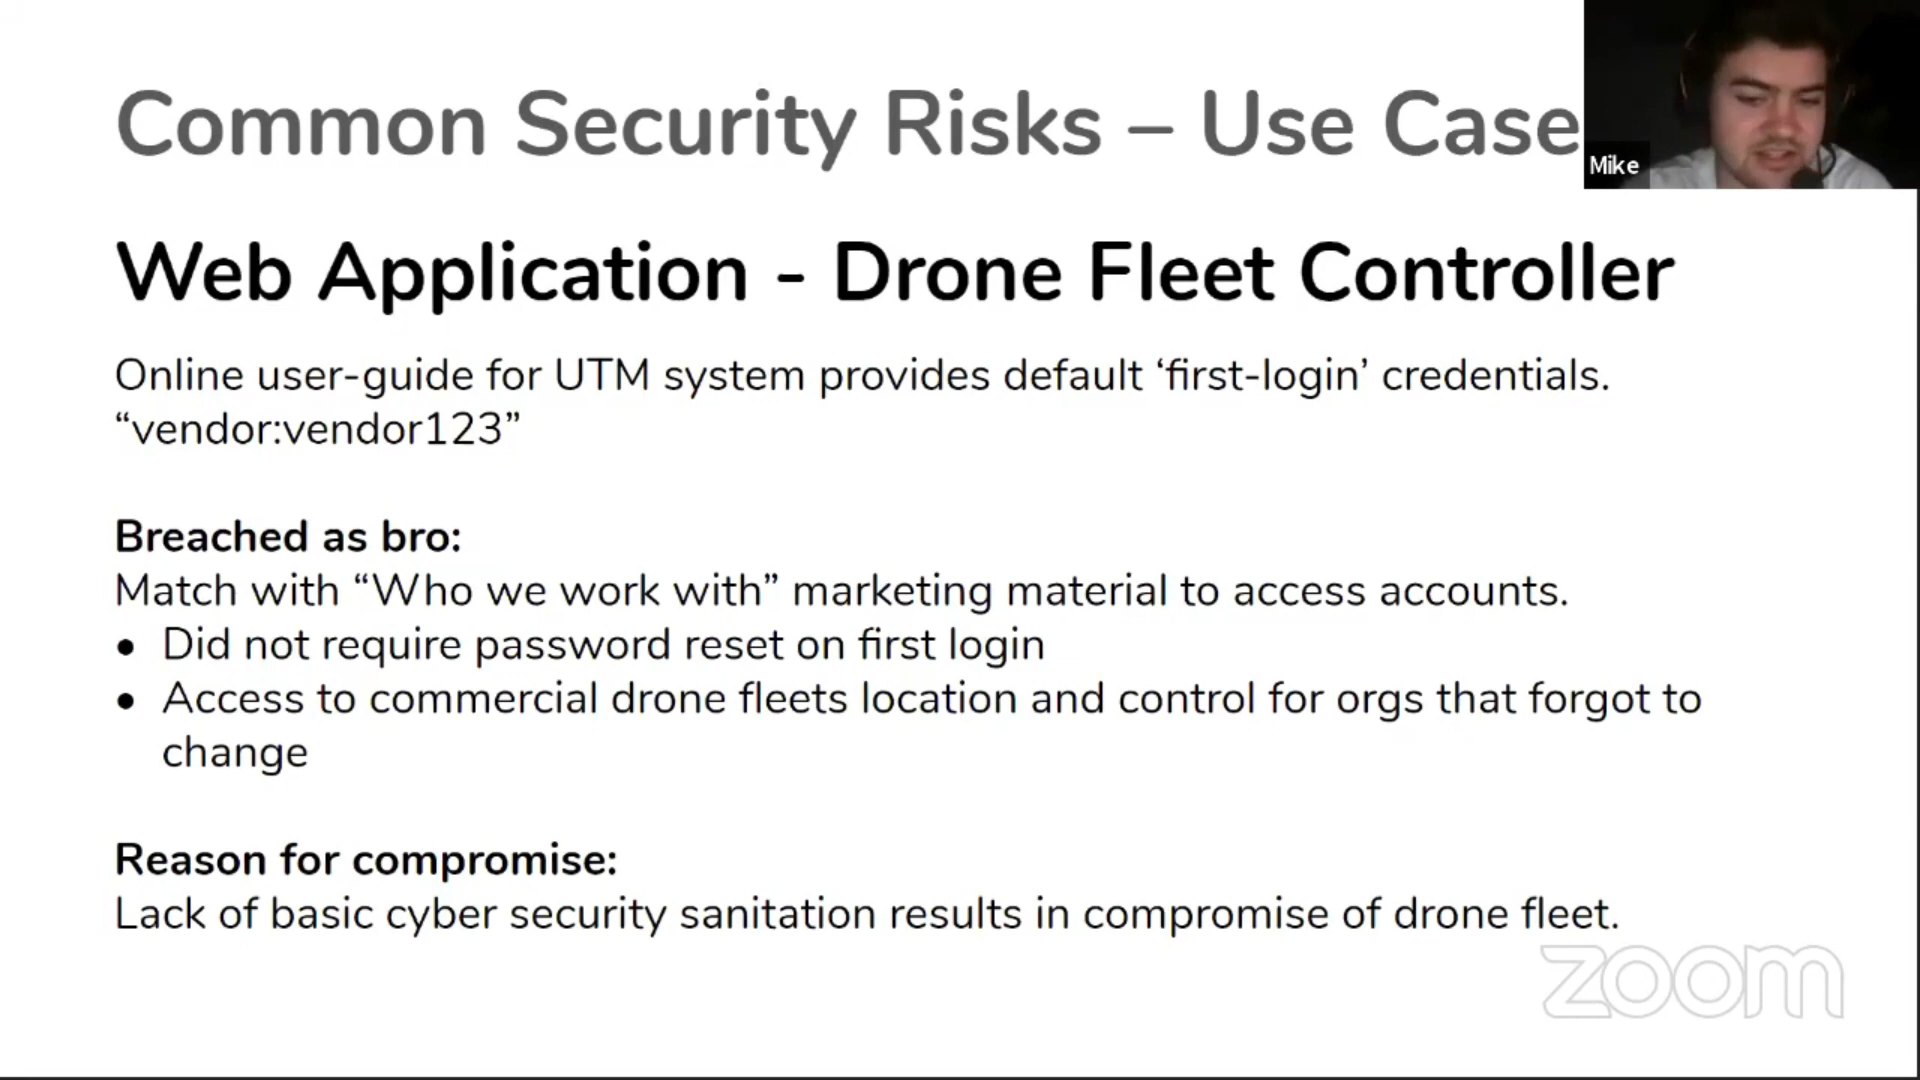 Common Security Risks – Use Case
Mike
Web Application - Drone Fleet Controller
Online user-guide for UTM system provides default ‘first-login’ credentials.
“vendor:vendor123”
Breached as bro:
Match with “Who we work with” marketing material to access accounts.
• Did not require password reset on first login
• Access to commercial drone fleets location and control for orgs that forgot to
change
Reason for compromise:
Lack of basic cyber security sanitation results in compromise of drone fleet.
zoom